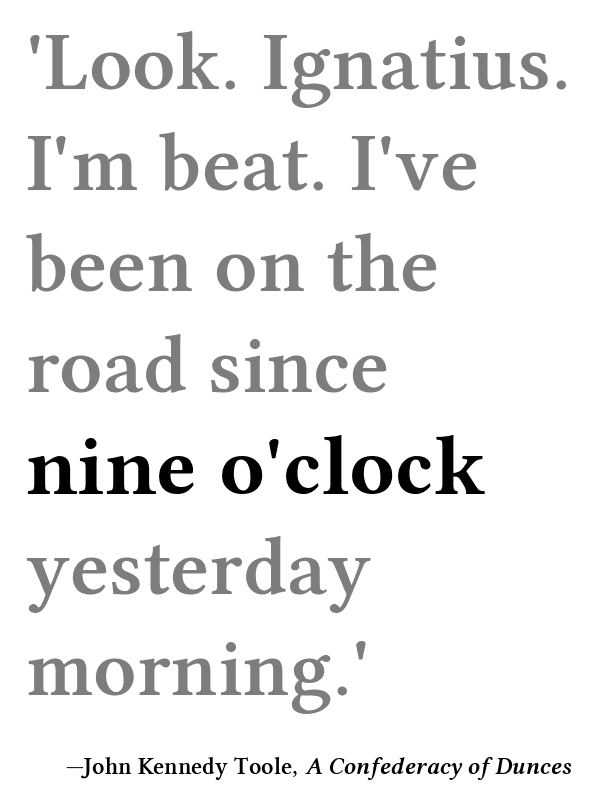 'Look. Ignatius.
I'm beat. I've
been on the
road since
nine o'clock
yesterday
morning.'
—John Kennedy Toole, A Confederacy of Dunces